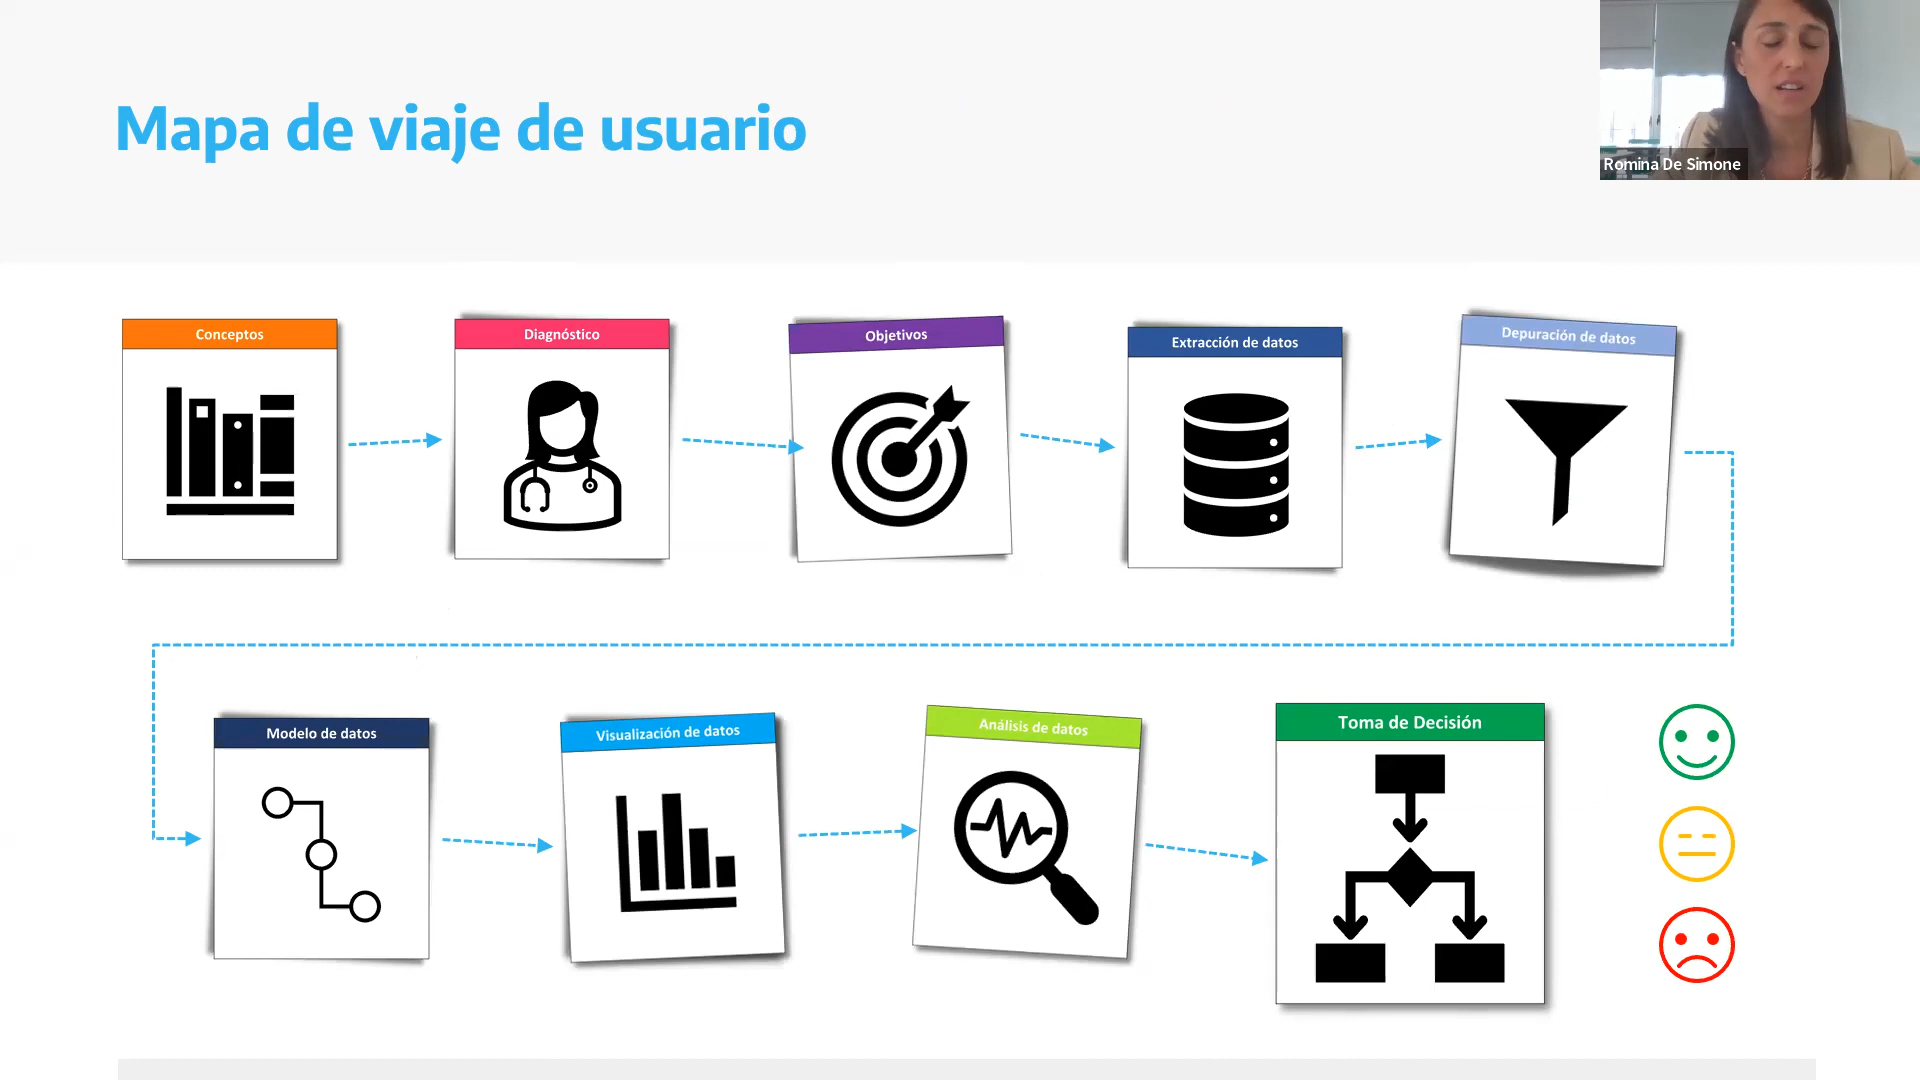 Mapa de viaje de usuario
Romina De Simone
Conceptos
Diagnóstico
Objetivos
Extracción de datos
Depuración de datos
Modelo de datos
Visualización de datos
Análisis de datos
Toma de Decisión